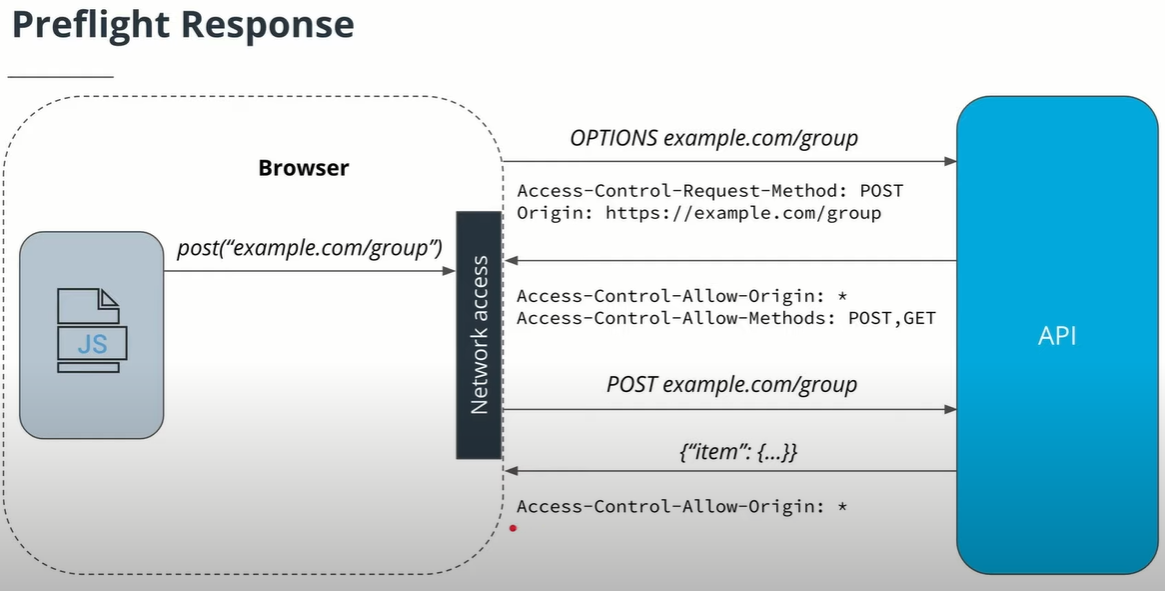 Preflight Response
Browser
JS
post(“example.com/group”)
Network access
OPTIONS example.com/group
Access-Control-Request-Method: POST
Origin: https://example.com/group
Access-Control-Allow-Origin: *
Access-Control-Allow-Methods: POST,GET
POST example.com/group
{“item”: {...}}
Access-Control-Allow-Origin: *
API